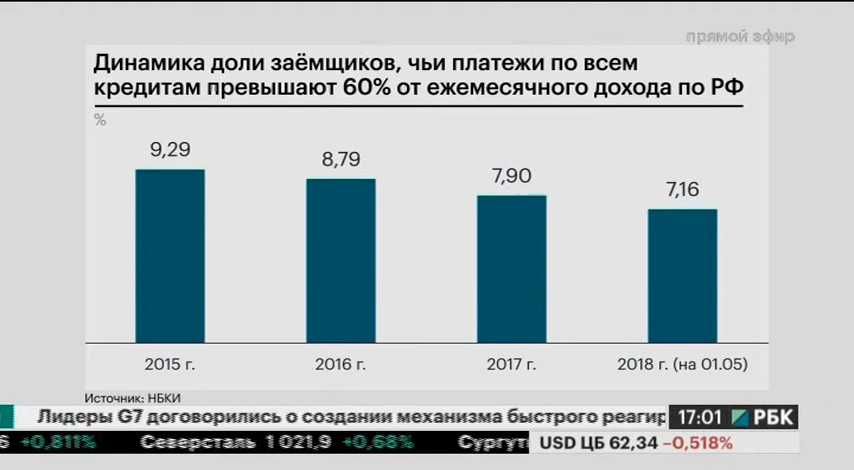 прямой эфир
Динамика доли заёмщиков, чьи платежи по всем
кредитам превышают 60% от ежемесячного дохода по РФ
%
9,29
8,79
7,90
7,16
2015 г.
2016 г.
2017 г.
2018 г. (на 01.05)
Источник: НБКИ
Лидеры G7 договорились о создании механизма быстрого реагир
17:01 РБК
6 +0,811% Северсталь 1 021,9 +0,68% Сургут
USD ЦБ 62,34 -0,518%